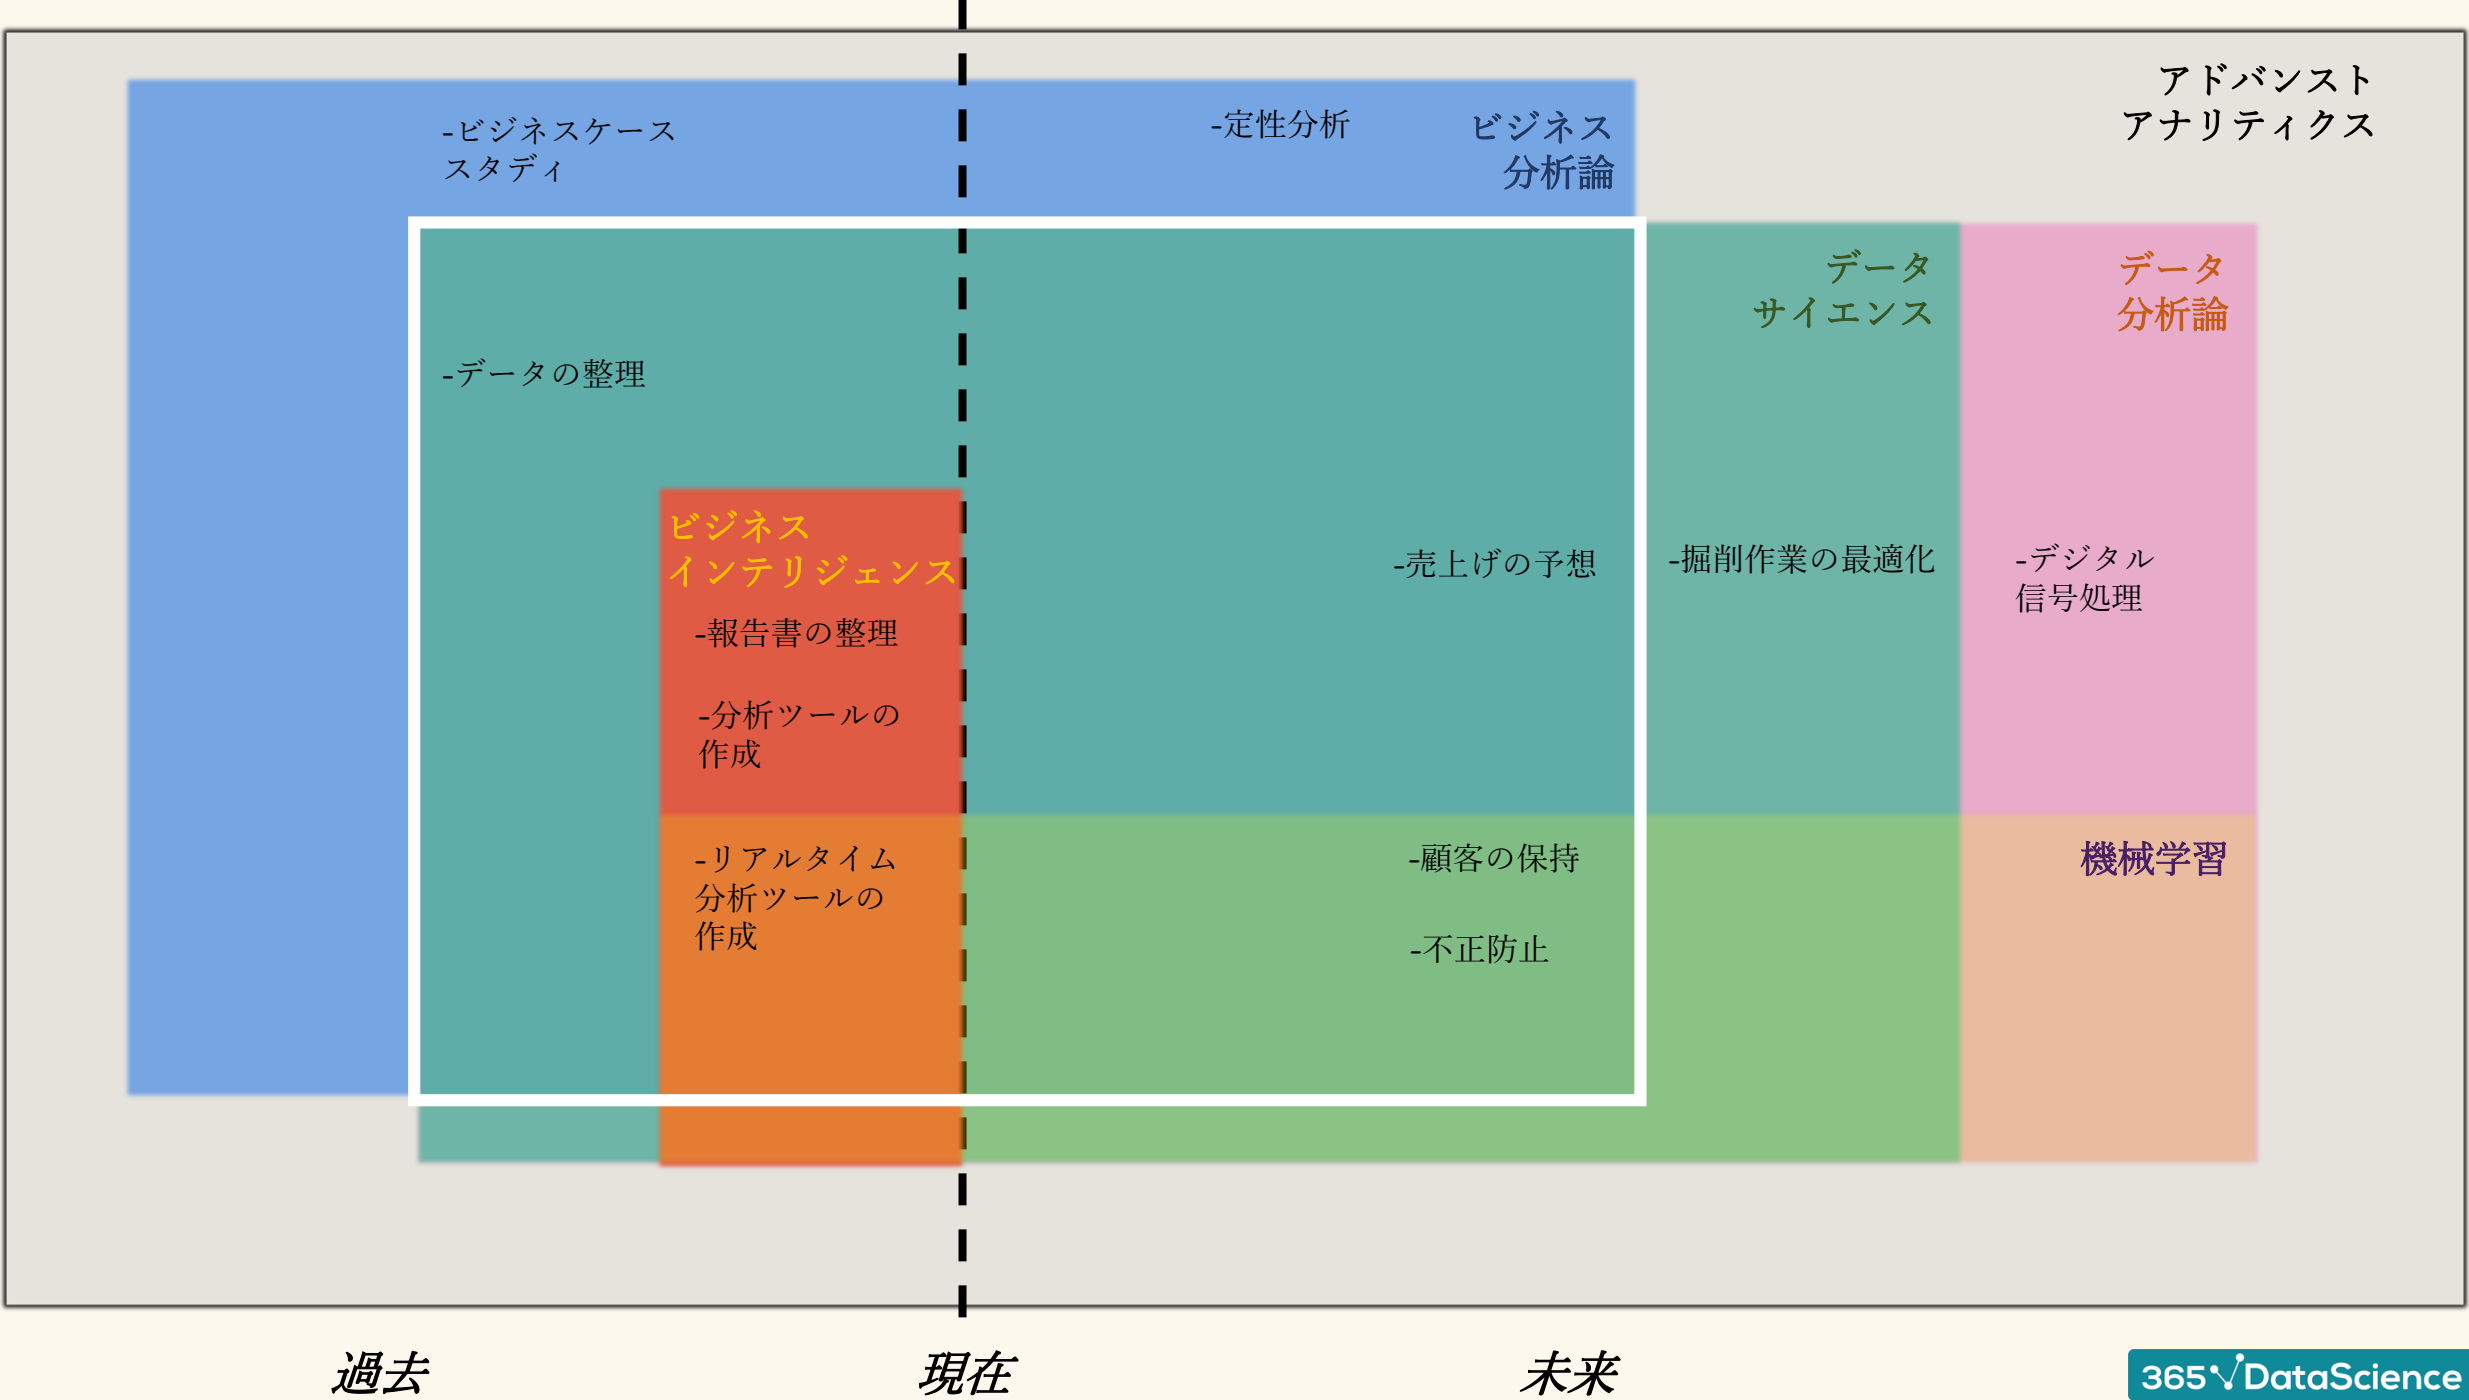 アドバンスト
アナリティクス
-ビジネスケース
スタディ
-定性分析
ビジネス
分析論
データ
サイエンス
データ
分析論
-データの整理
ビジネス
インテリジェンス
-報告書の整理
-分析ツールの
作成
-売上げの予想
-掘削作業の最適化
-デジタル
信号処理
-リアルタイム
分析ツールの
作成
-顧客の保持
-不正防止
機械学習
過去
現在
未来
365 DataScience